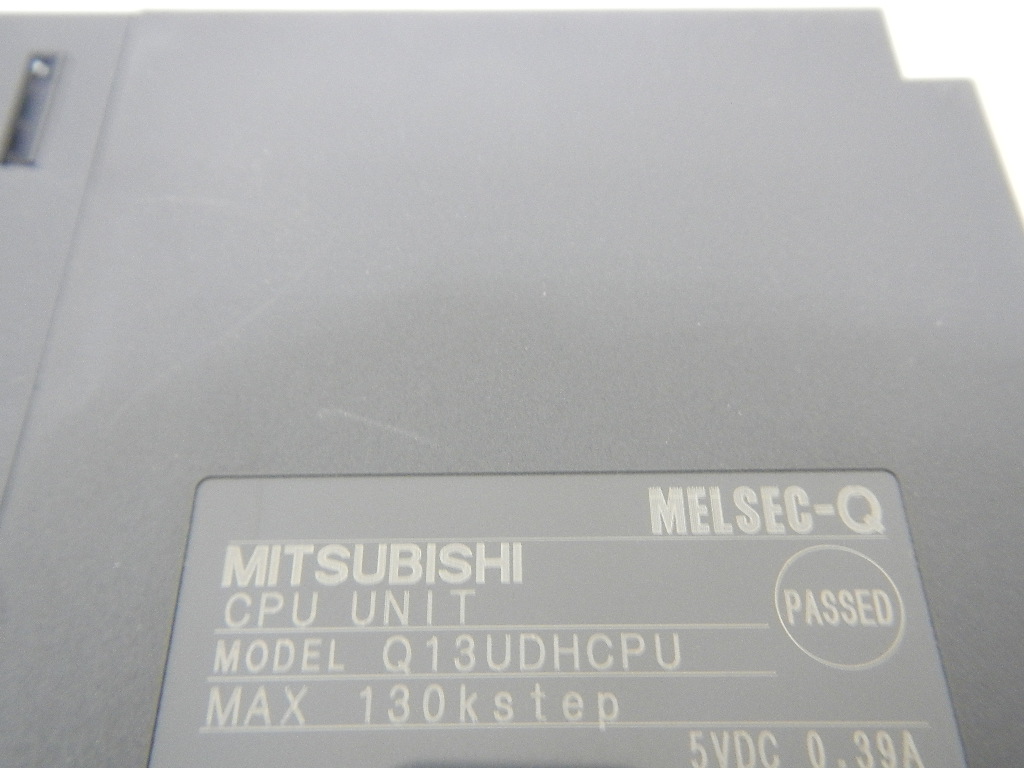 MELSEC-Q
MITSUBISHI
CPU UNIT
PASSED
MODEL Q13UDHCPU
MAX 130kstep
5VDC 0.39A